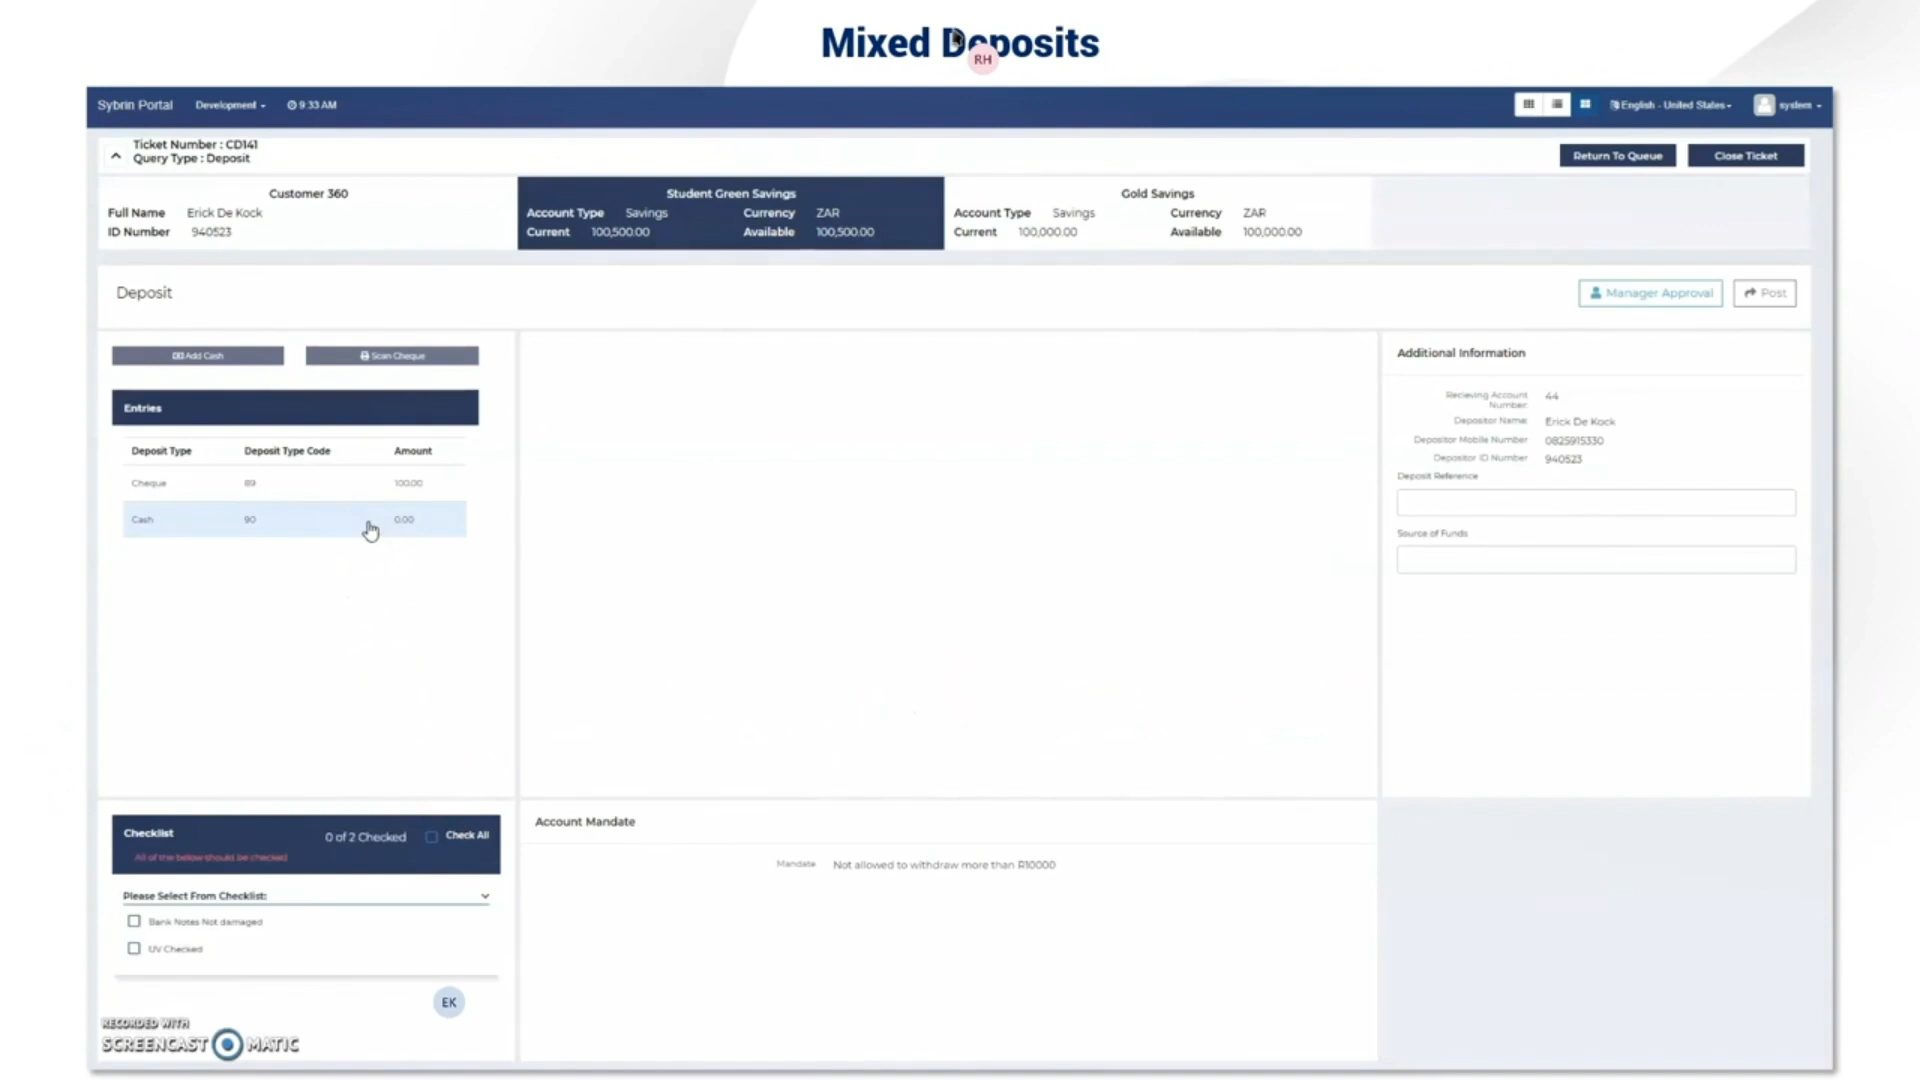 Mixed Deposits
RH
Sybrin Portal Development 9:33 AM English - United States system
Ticket Number : CD141
Query Type : Deposit
Return To Queue Close Ticket
Customer 360
Full Name Erick De Kock
ID Number 940523
Student Green Savings
Account Type Savings Currency ZAR
Current 100,500.00 Available 100,500.00
Gold Savings
Account Type Savings Currency ZAR
Current 100,000.00 Available 100,000.00
Deposit
Manager Approval Post
Add Cash Scan Cheque
Entries
Deposit Type Deposit Type Code Amount
Cheque 89 100.00
Cash 90 0.00
Additional Information
Recieving Account
Number: 44
Depositor Name: Erick De Kock
Depositor Mobile Number 0825915330
Depositor ID Number 940523
Deposit Reference
Source of Funds
Checklist 0 of 2 Checked Check All
All of the below should be checked
Please Select From Checklist:
Bank Notes Not damaged
UV Checked
Account Mandate
Mandate Not allowed to withdraw more than R10000
EK
RECORDED WITH
SCREENCAST MATIC